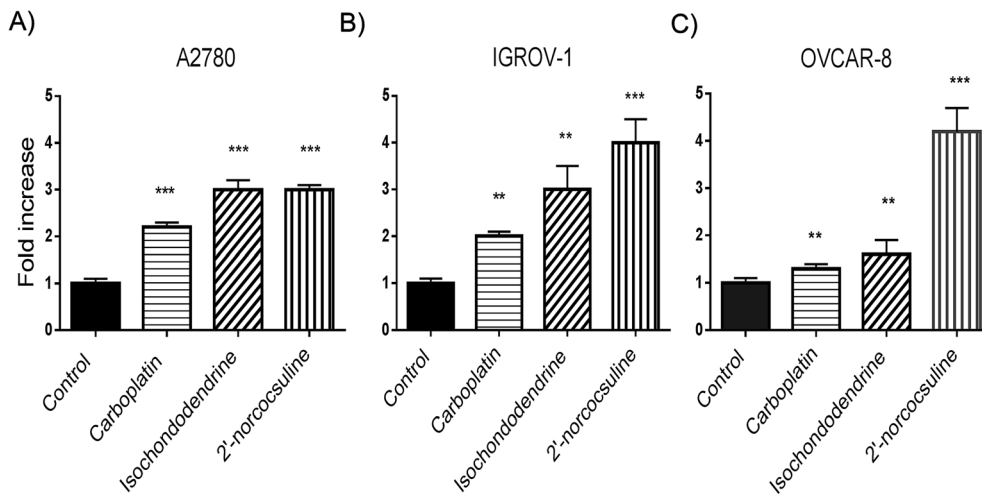 A)
A2780
Fold increase
5
4
3
2
1
0
***
***
***
Control
Carboplatin
Isochondodendrine
2'-norcocsuline
B)
IGROV-1
5
4
3
2
1
0
**
**
***
Control
Carboplatin
Isochondodendrine
2'-norcocsuline
C)
OVCAR-8
5
4
3
2
1
0
**
**
***
Control
Carboplatin
Isochondodendrine
2'-norcocsuline